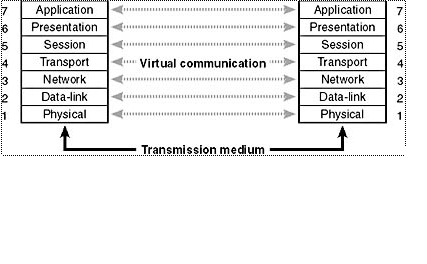 7 Application Application 7
6 Presentation Presentation 6
5 Session Session 5
4 Transport Virtual communication Transport 4
3 Network Network 3
2 Data-link Data-link 2
1 Physical Physical 1
Transmission medium